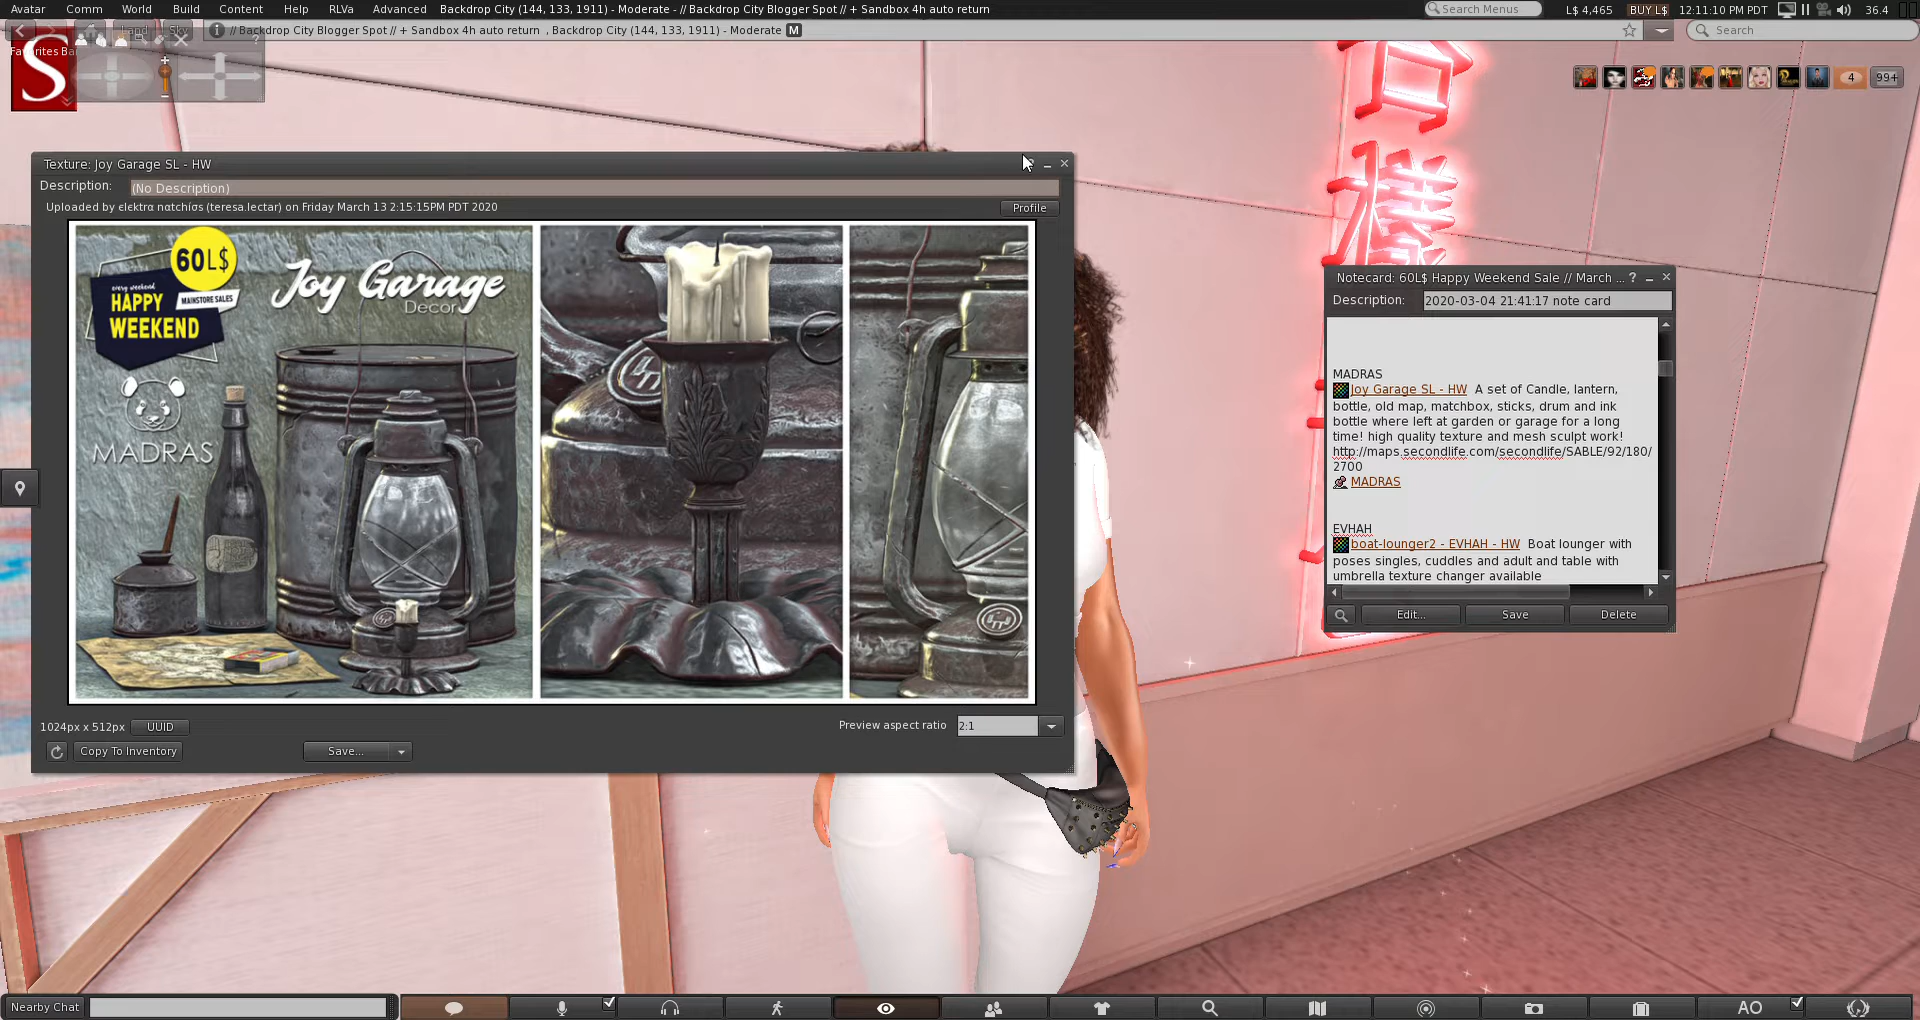 Avatar Comm World Build Content Help RLVa Advanced Backdrop City (144, 133, 1911) - Moderate - // Backdrop City Blogger Spot // + Sandbox 4h auto return
Search Menus
L$ 4,465 BUY L$ 12:11:10 PM PDT 36.4
// Backdrop City Blogger Spot // + Sandbox 4h auto return , Backdrop City (144, 133, 1911) - Moderate M
Search
4 99+
Texture: Joy Garage SL - HW
Description: (No Description)
Uploaded by єlєktrα nαtchíσs (teresa.lectar) on Friday March 13 2:15:15PM PDT 2020
Profile
60L$
every weekend
HAPPY
WEEKEND
MAINSTORE SALES
Joy Garage
Decor
MADRAS
1024px x 512px UUID
Preview aspect ratio 2:1
Copy To Inventory Save...
Notecard: 60L$ Happy Weekend Sale // March ... ?
Description: 2020-03-04 21:41:17 note card
MADRAS
Joy Garage SL - HW A set of Candle, lantern,
bottle, old map, matchbox, sticks, drum and ink
bottle where left at garden or garage for a long
time! high quality texture and mesh sculpt work!
http://maps.secondlife.com/secondlife/SABLE/92/180/
2700
MADRAS
EVHAH
boat-lounger2 - EVHAH - HW Boat lounger with
poses singles, cuddles and adult and table with
umbrella texture changer available
Edit... Save Delete
Nearby Chat
AO